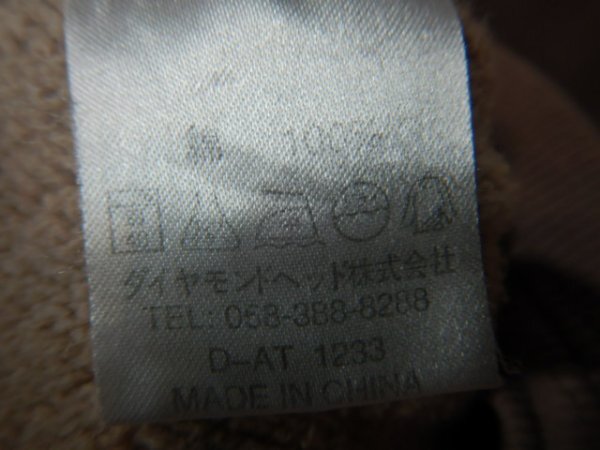 綿 100%
ダイヤモンドヘッド株式会社
TEL: 058-388-8288
D-AT 1233
MADE IN CHINA